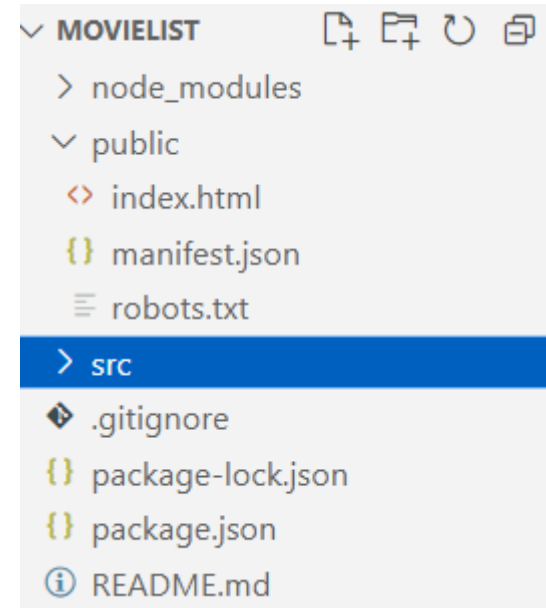 MOVIELIST
node_modules
public
index.html
manifest.json
robots.txt
src
.gitignore
package-lock.json
package.json
README.md